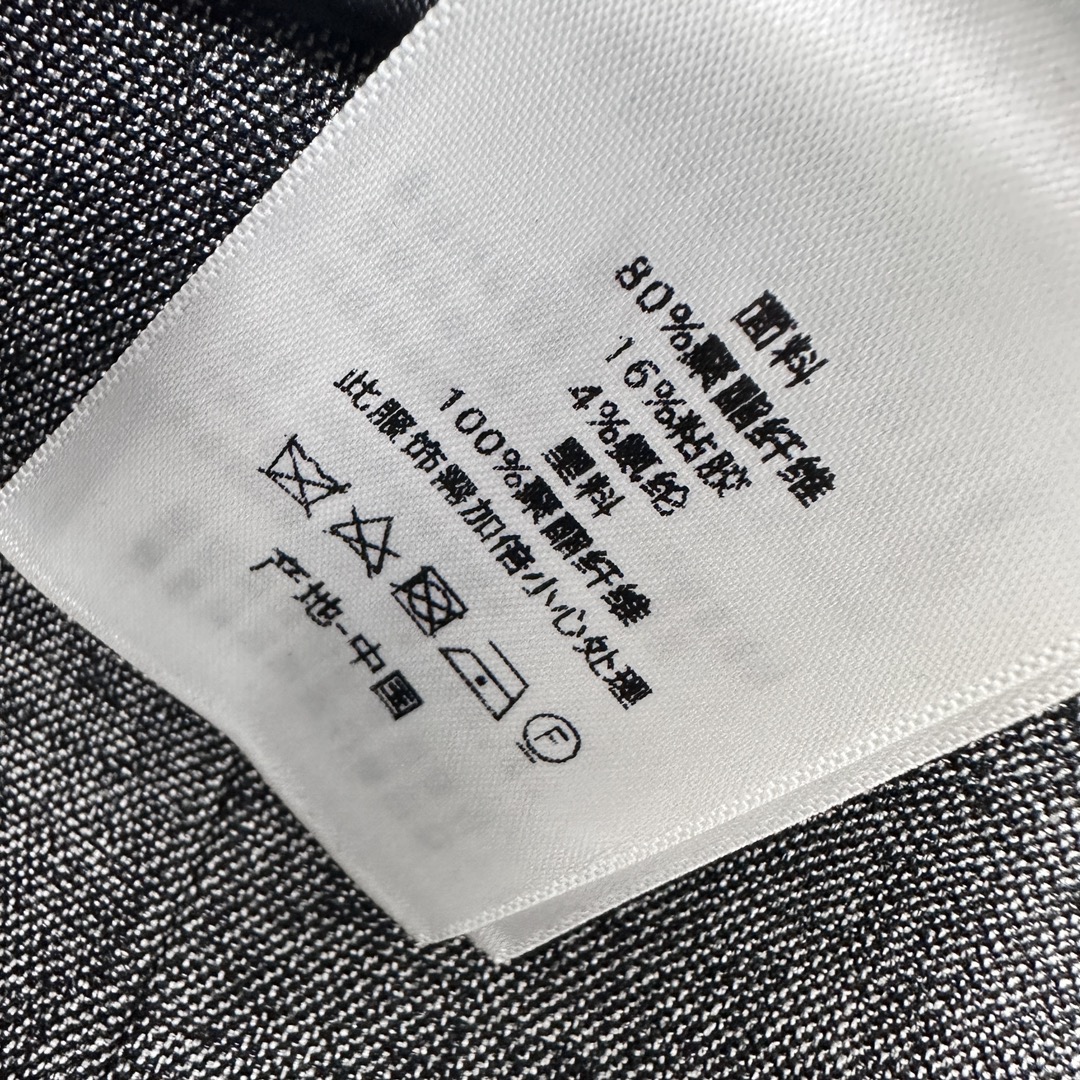 面料
80%聚酯纤维
16%粘胶
4%氨纶
里料
100%聚酯纤维
此服饰需加倍小心处理
F
产地-中国